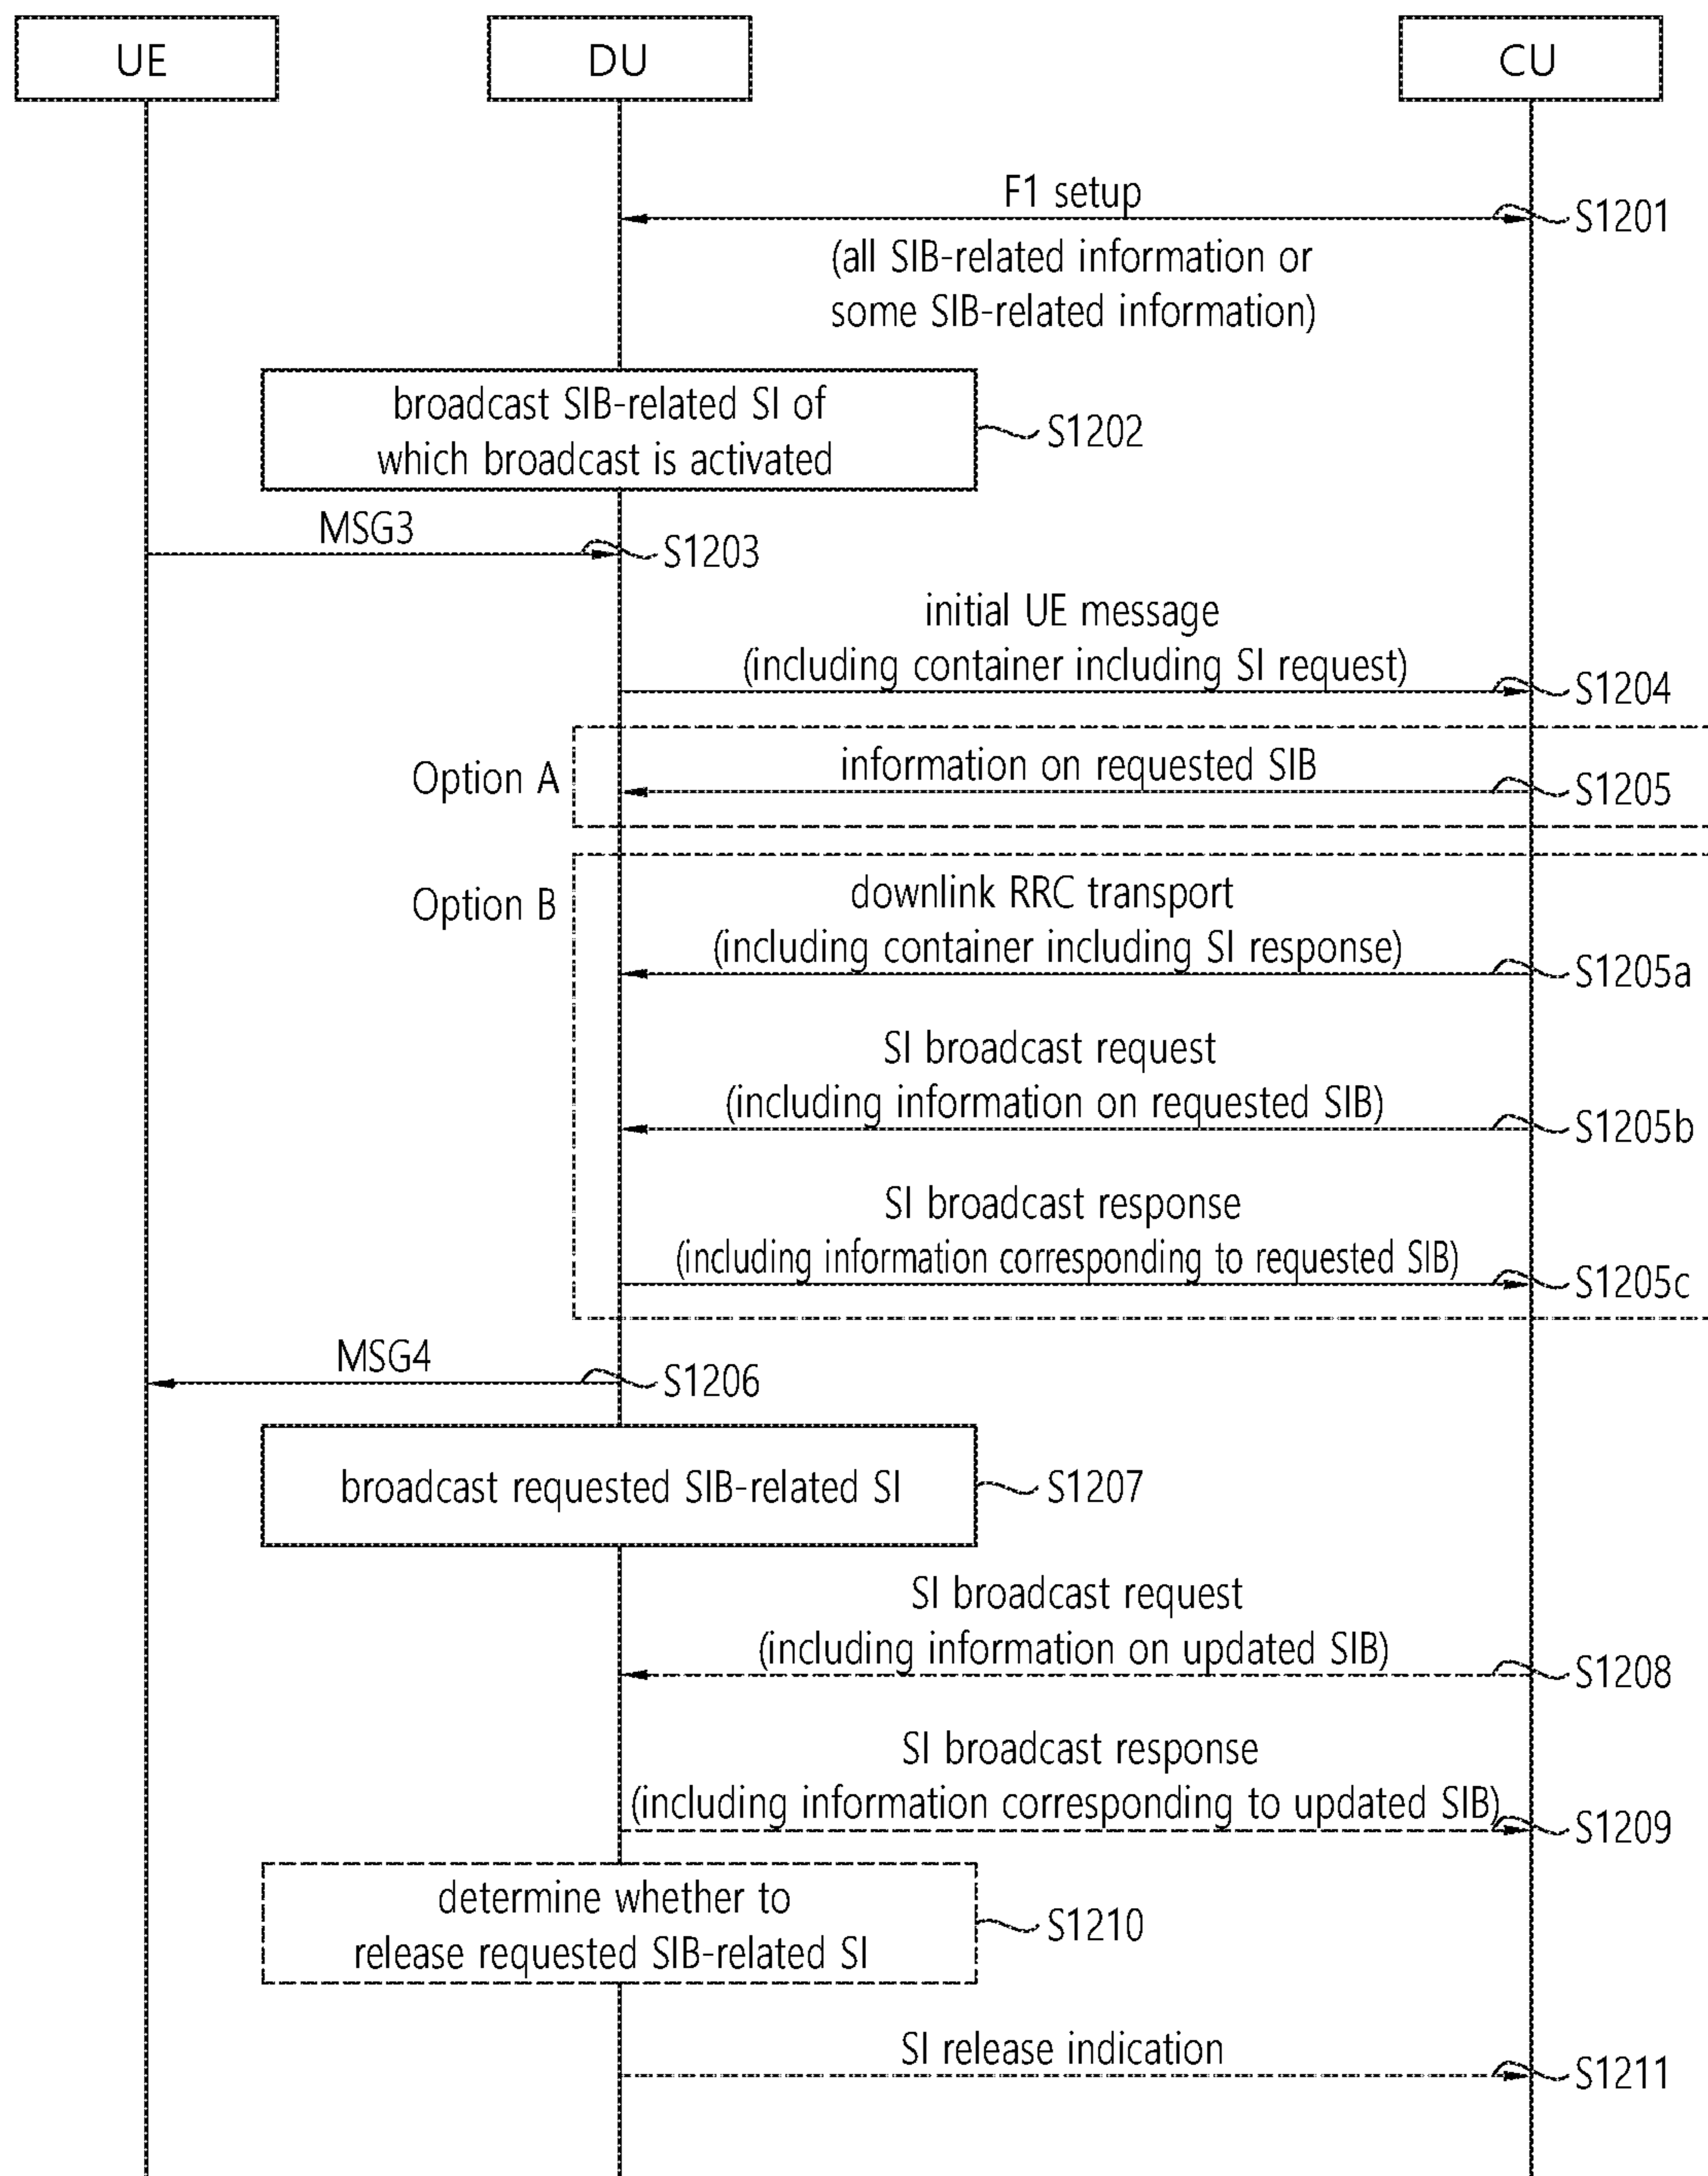 UE
DU
CU
F1 setup
S1201
(all SIB-related information or
some SIB-related information)
broadcast SIB-related SI of
which broadcast is activated
S1202
MSG3
S1203
initial UE message
(including container including SI request)
S1204
Option A
information on requested SIB
S1205
Option B
downlink RRC transport
(including container including SI response)
S1205a
SI broadcast request
(including information on requested SIB)
S1205b
SI broadcast response
(including information corresponding to requested SIB)
S1205c
MSG4
S1206
broadcast requested SIB-related SI
S1207
SI broadcast request
(including information on updated SIB)
S1208
SI broadcast response
(including information corresponding to updated SIB)
S1209
determine whether to
release requested SIB-related SI
S1210
SI release indication
S1211